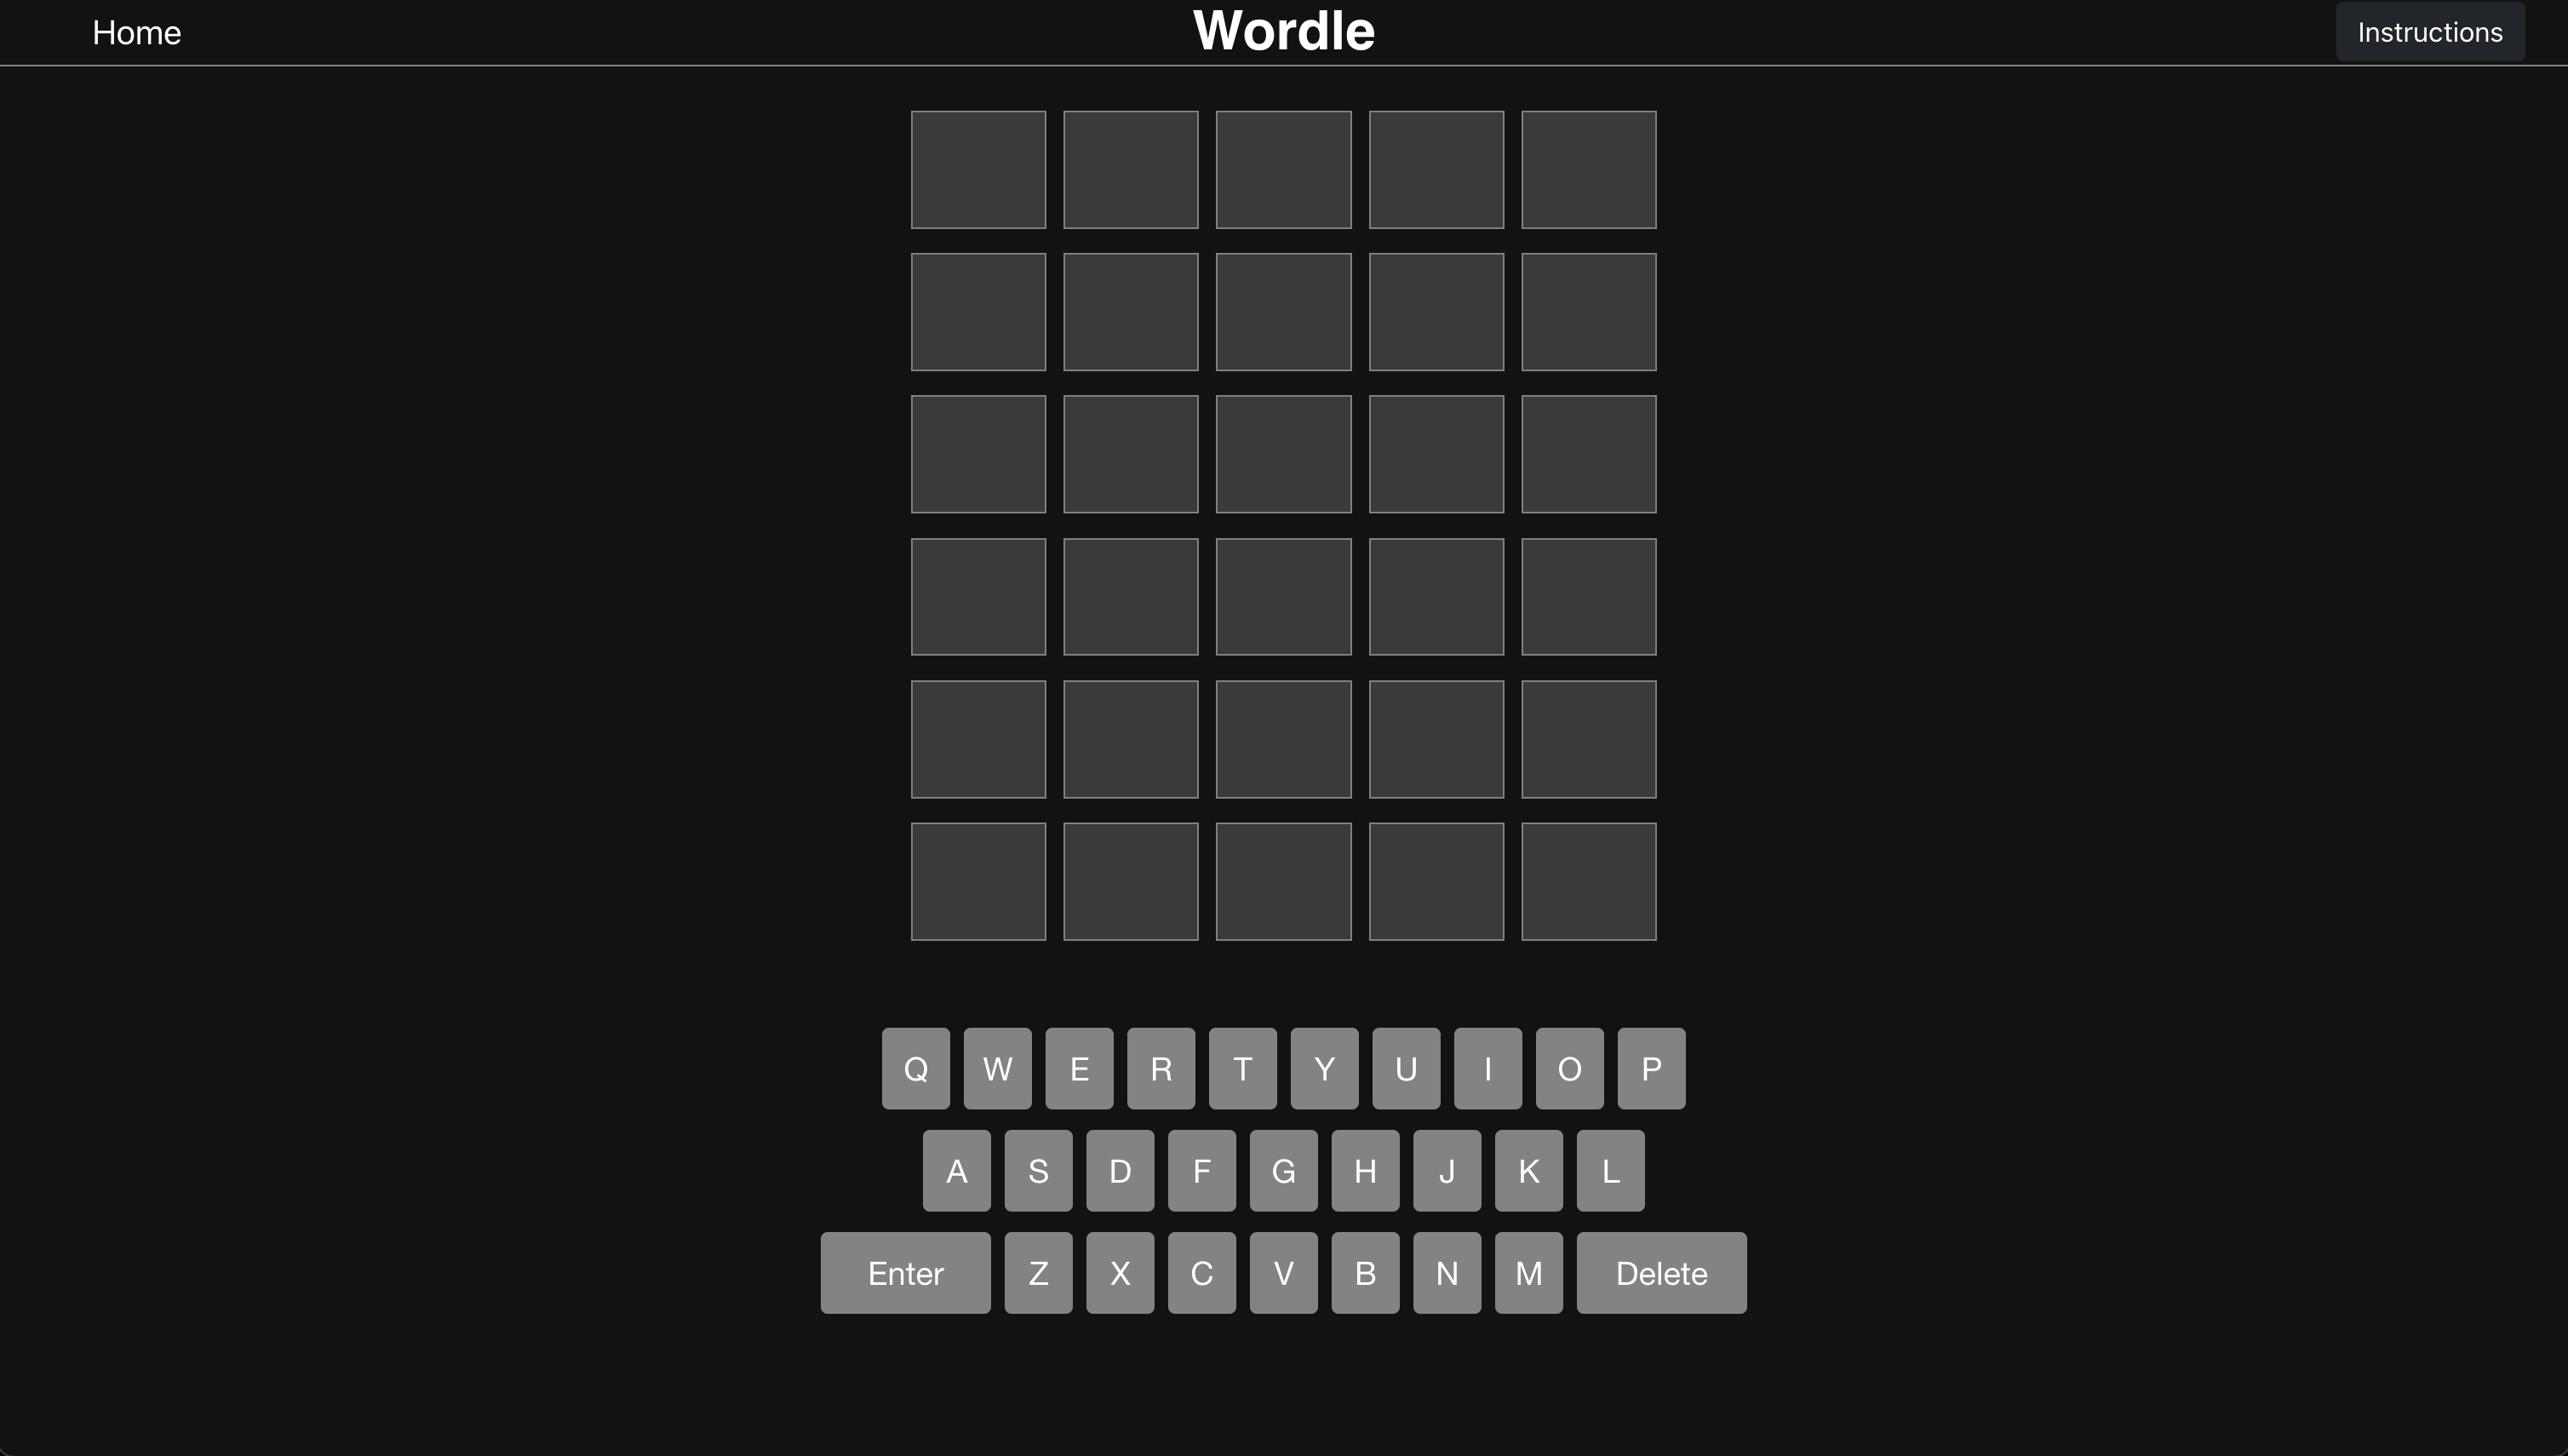 Home Wordle Instructions
Q W E R T Y U I O P
A S D F G H J K L
Enter Z X C V B N M Delete